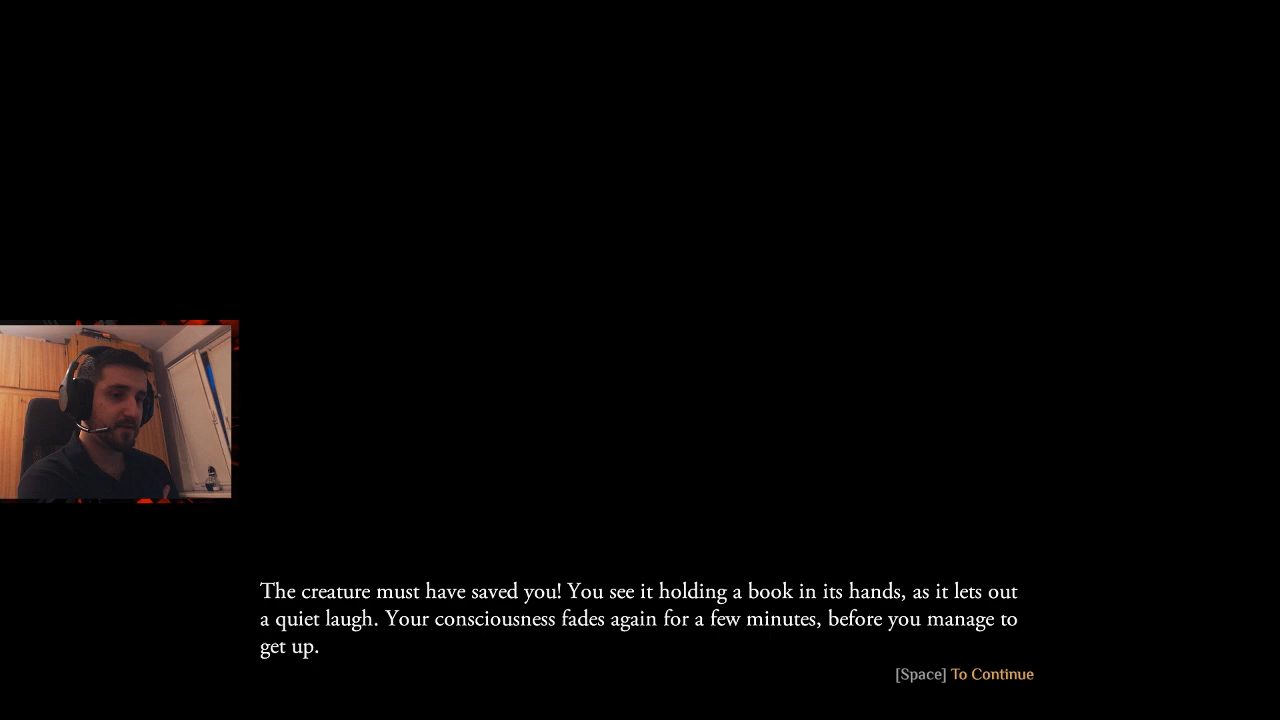 The creature must have saved you! You see it holding a book in its hands, as it lets out
a quiet laugh. Your consciousness fades again for a few minutes, before you manage to
get up.
[Space] To Continue